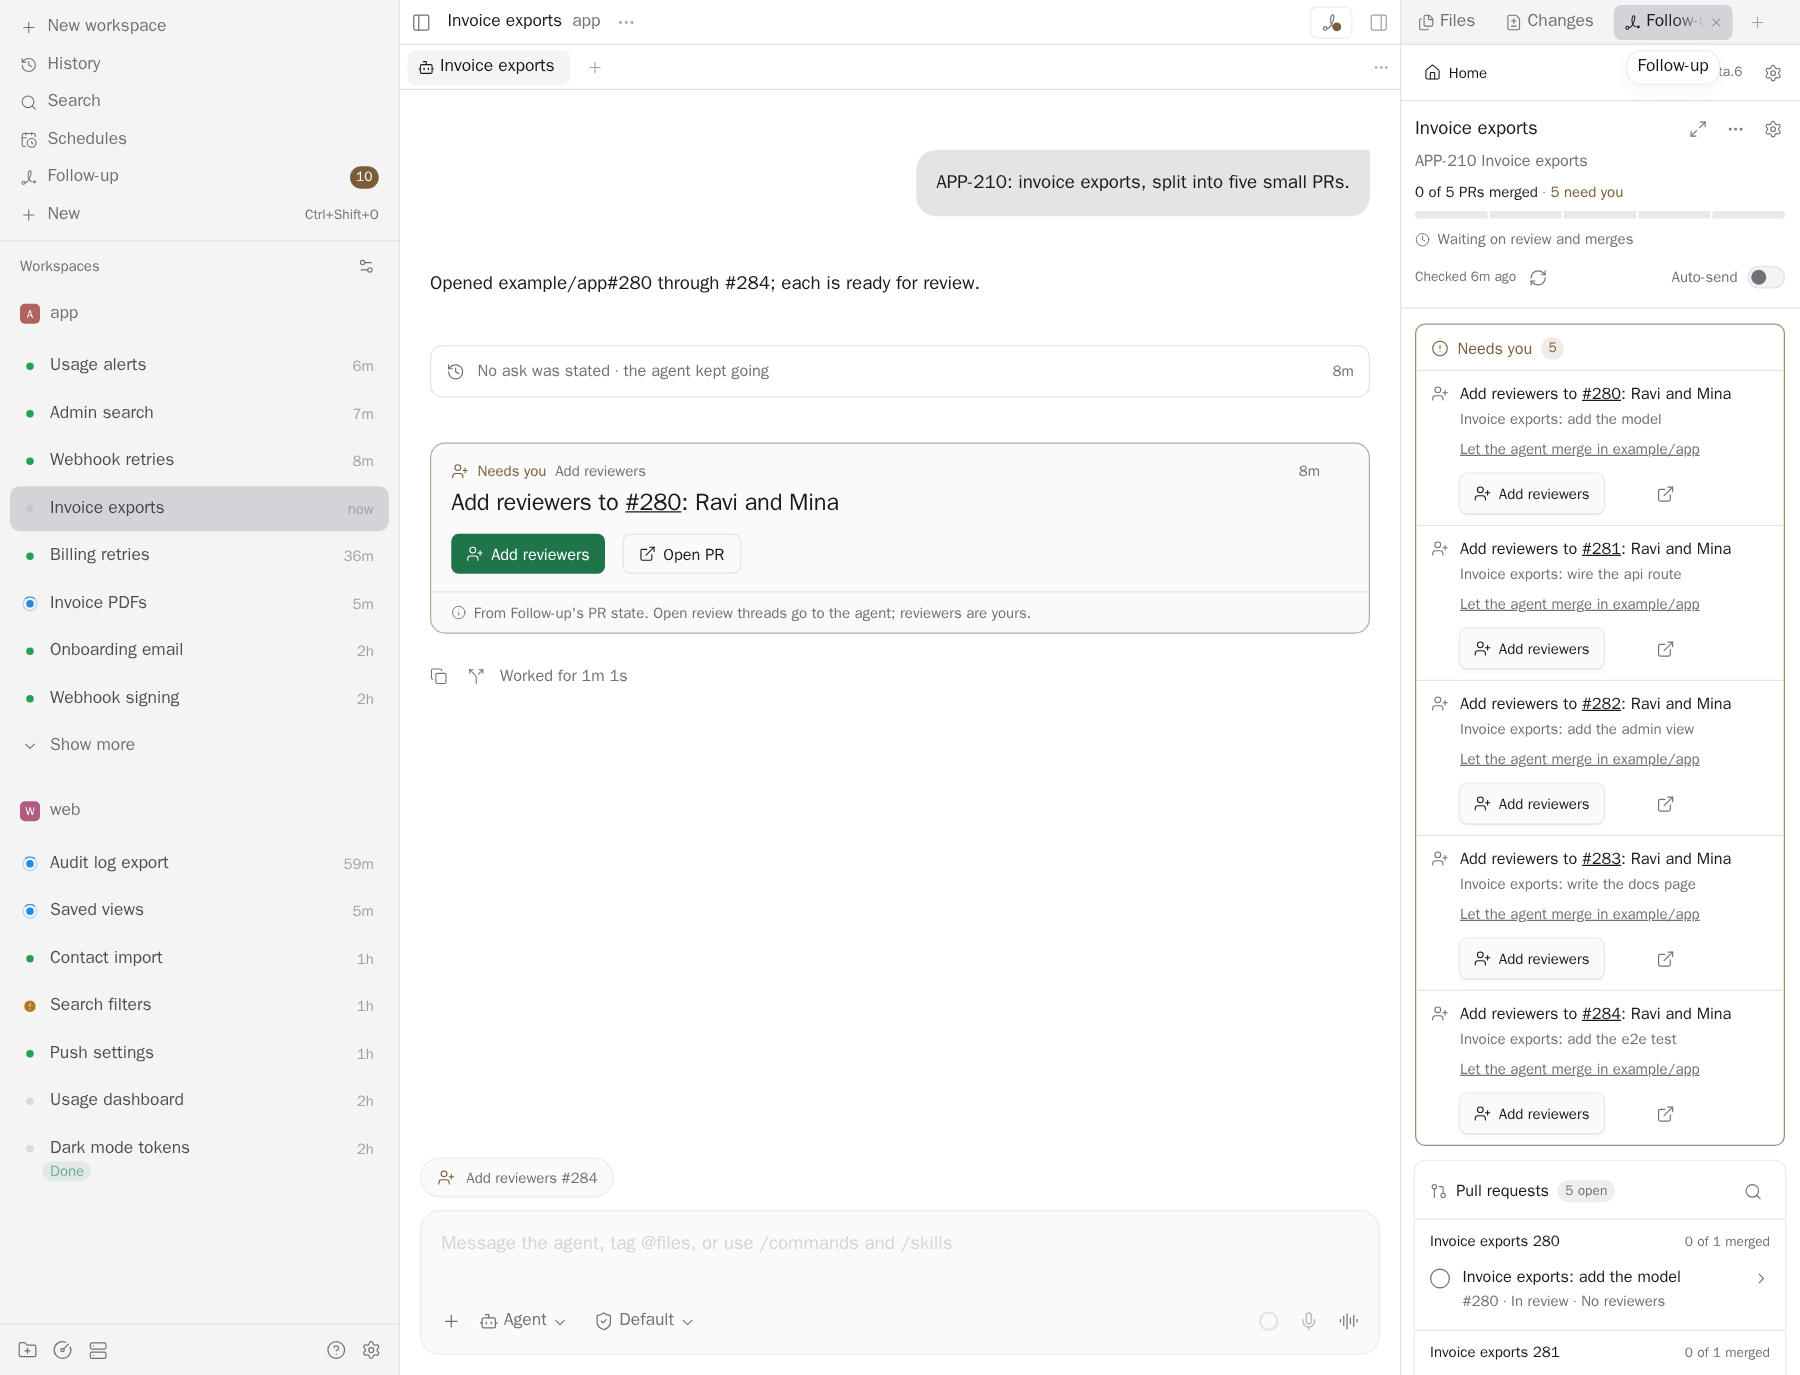 New workspace
History
Search
Schedules
Follow-up 10
New Ctrl+Shift+O
Workspaces
A app
Usage alerts 6m
Admin search 7m
Webhook retries 8m
Invoice exports now
Billing retries 36m
Invoice PDFs 5m
Onboarding email 2h
Webhook signing 2h
Show more
W web
Audit log export 59m
Saved views 5m
Contact import 1h
Search filters 1h
Push settings 1h
Usage dashboard 2h
Dark mode tokens 2h
Done
Invoice exports app
Invoice exports
APP-210: invoice exports, split into five small PRs.
Opened example/app#280 through #284; each is ready for review.
No ask was stated · the agent kept going 8m
Needs you Add reviewers 8m
Add reviewers to #280: Ravi and Mina
Add reviewers Open PR
From Follow-up's PR state. Open review threads go to the agent; reviewers are yours.
Worked for 1m 1s
Add reviewers #284
Message the agent, tag @files, or use /commands and /skills
Agent Default
Files Changes Follow-
Home Follow-up ta.6
Invoice exports
APP-210 Invoice exports
0 of 5 PRs merged · 5 need you
Waiting on review and merges
Checked 6m ago Auto-send
Needs you 5
Add reviewers to #280: Ravi and Mina
Invoice exports: add the model
Let the agent merge in example/app
Add reviewers
Add reviewers to #281: Ravi and Mina
Invoice exports: wire the api route
Let the agent merge in example/app
Add reviewers
Add reviewers to #282: Ravi and Mina
Invoice exports: add the admin view
Let the agent merge in example/app
Add reviewers
Add reviewers to #283: Ravi and Mina
Invoice exports: write the docs page
Let the agent merge in example/app
Add reviewers
Add reviewers to #284: Ravi and Mina
Invoice exports: add the e2e test
Let the agent merge in example/app
Add reviewers
Pull requests 5 open
Invoice exports 280 0 of 1 merged
Invoice exports: add the model
#280 · In review · No reviewers
Invoice exports 281 0 of 1 merged